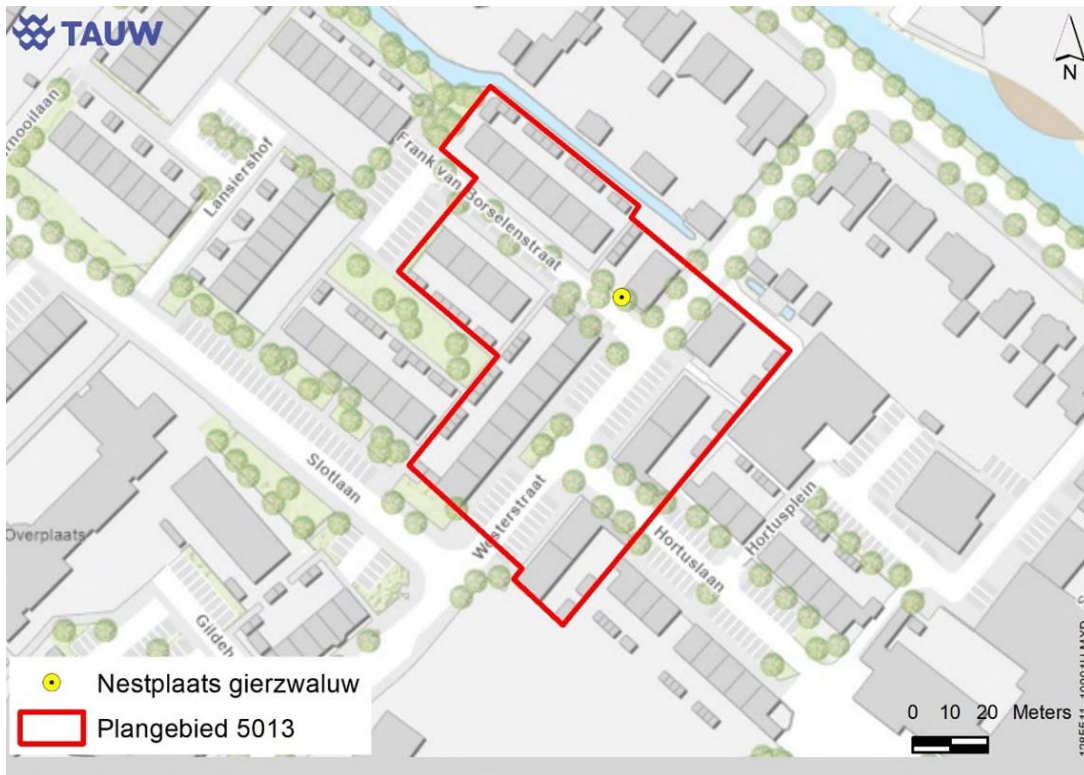 TAUW
N
Lansiershof
Frank van Borselenstraat
Slotlaan
Westerstraat
Hortusplein
Hortuslaan
Overplaats
Nestplaats gierzwaluw
Plangebied 5013
0 10 20 Meters